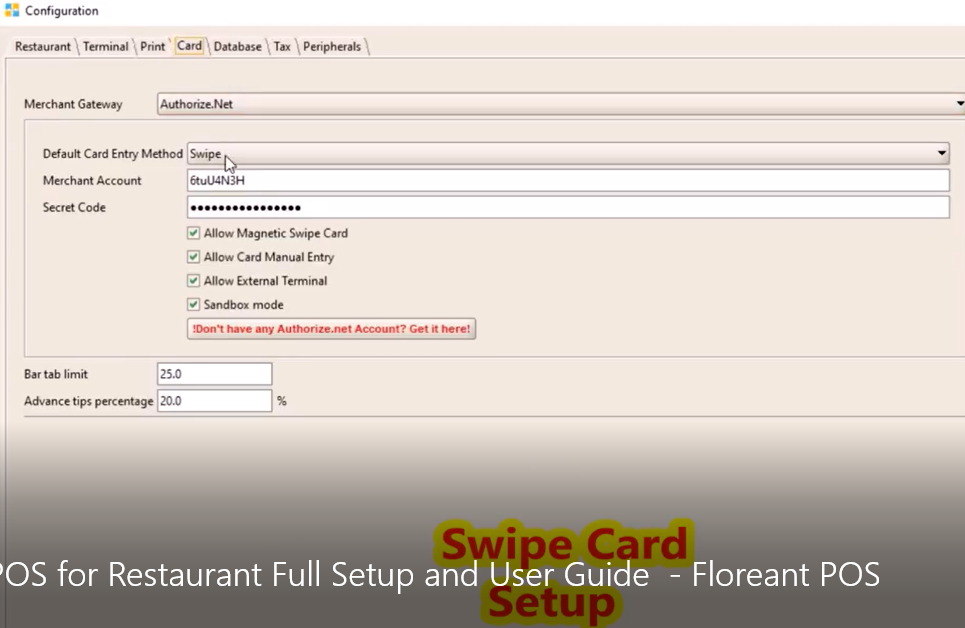 Configuration
Restaurant Terminal Print Card Database Tax Peripherals
Merchant Gateway Authorize.Net
Default Card Entry Method Swipe
Merchant Account 6tuU4N3H
Secret Code ••••••••••••••••
Allow Magnetic Swipe Card
Allow Card Manual Entry
Allow External Terminal
Sandbox mode
!Don't have any Authorize.net Account? Get it here!
Bar tab limit 25.0
Advance tips percentage 20.0 %
Swipe Card
POS for Restaurant Full Setup and User Guide - Floreant POS
Setup